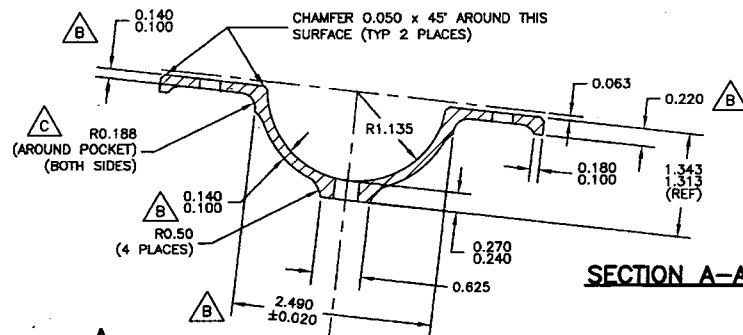 B
0.140
0.100
CHAMFER 0.050 x 45° AROUND THIS
SURFACE (TYP 2 PLACES)
0.063
0.220
B
C
R0.188
(AROUND POCKET)
(BOTH SIDES)
R1.135
0.180
0.100
1.343
1.313
(REF)
B
0.140
0.100
R0.50
(4 PLACES)
0.270
0.240
0.625
SECTION A-A
B
2.490
±0.020